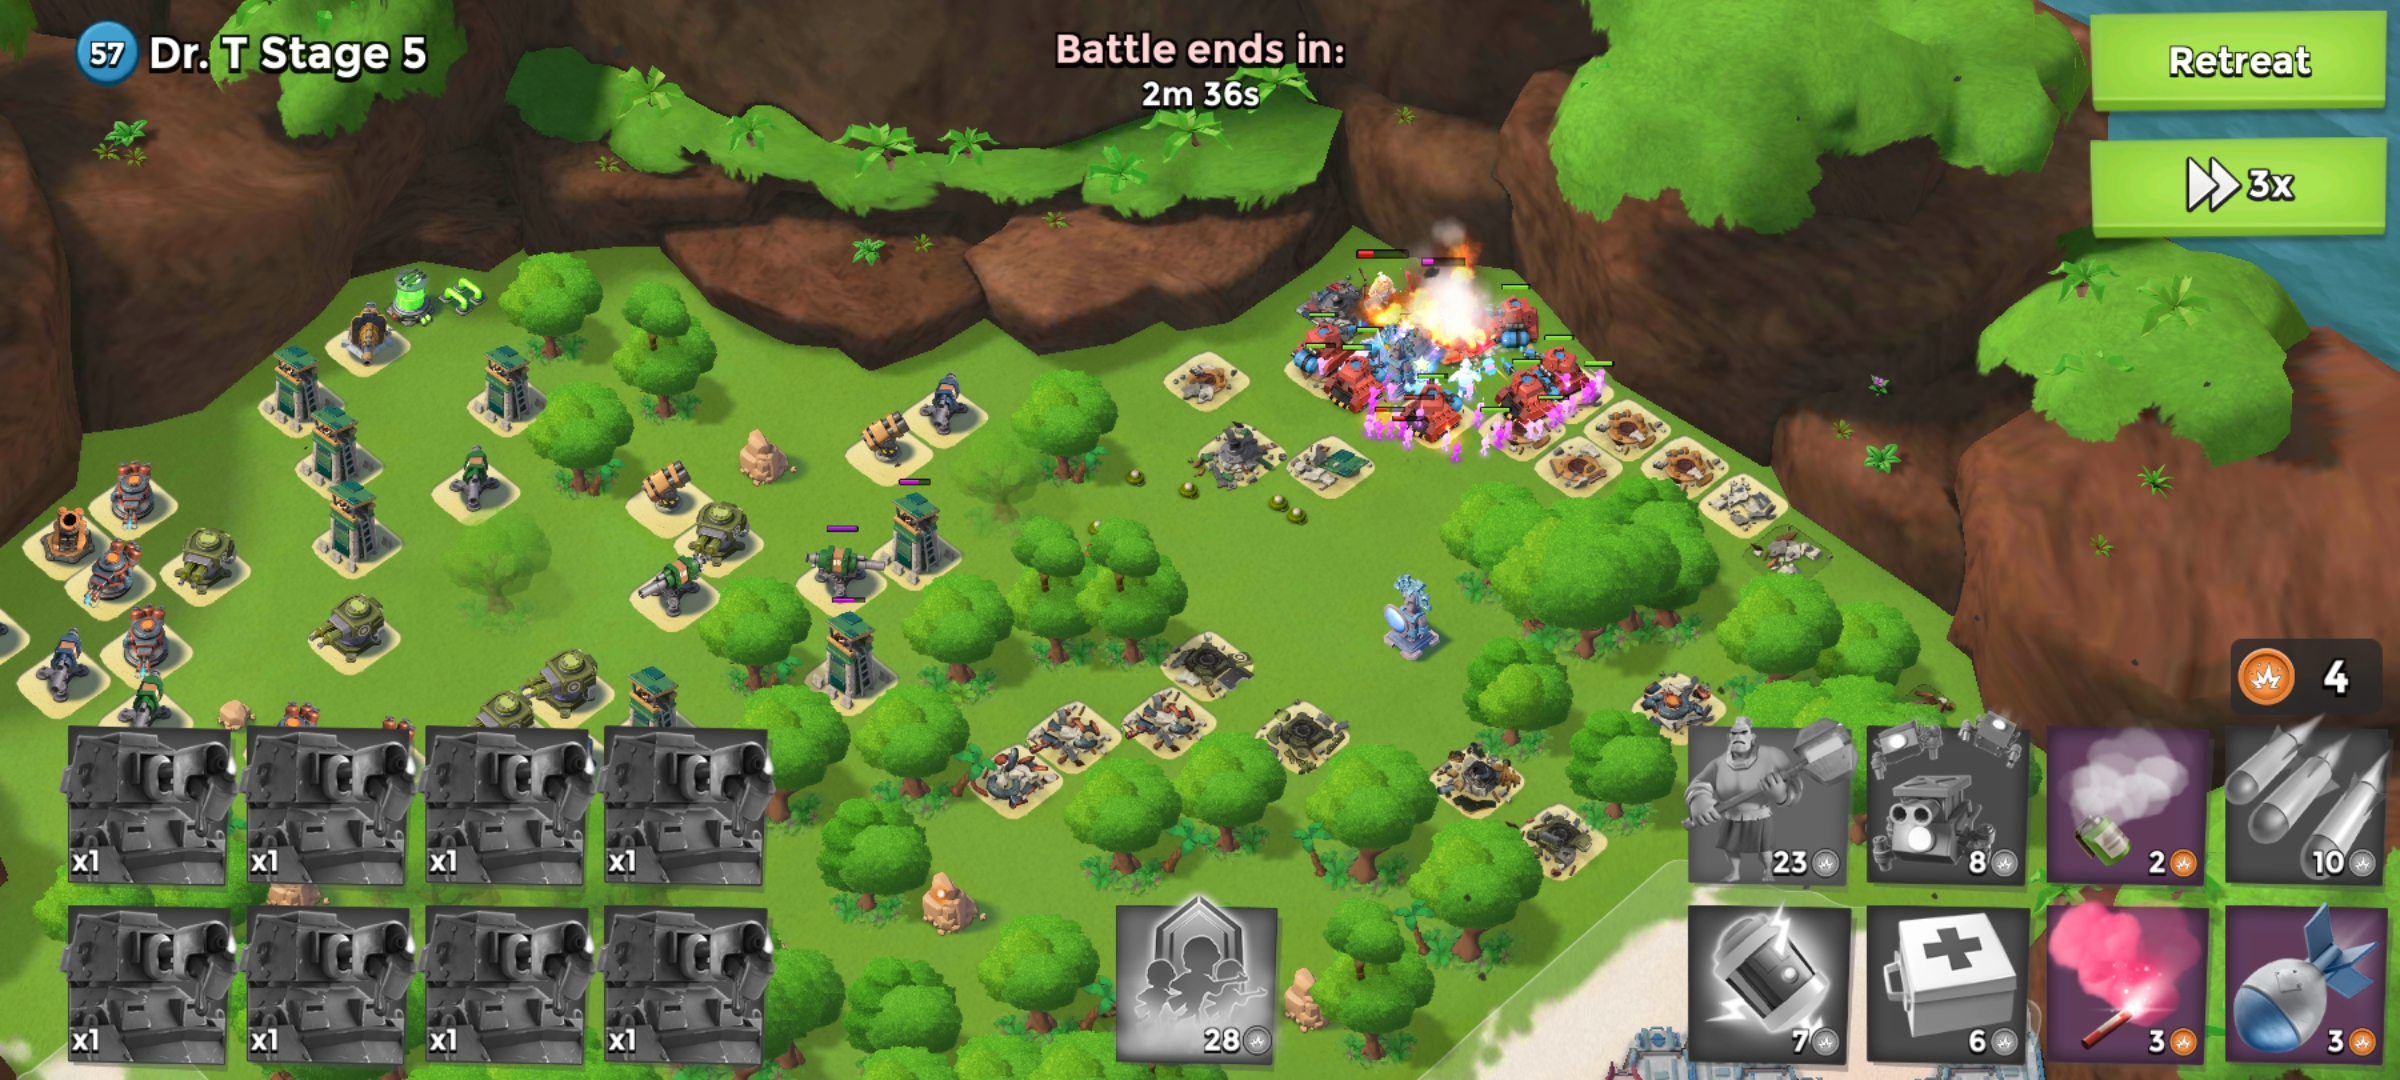 57 Dr. T Stage 5
Battle ends in:
2m 36s
Retreat
3x
4
x1 x1 x1 x1
23 8 2 10
x1 x1 x1 x1
28
7 6 3 3